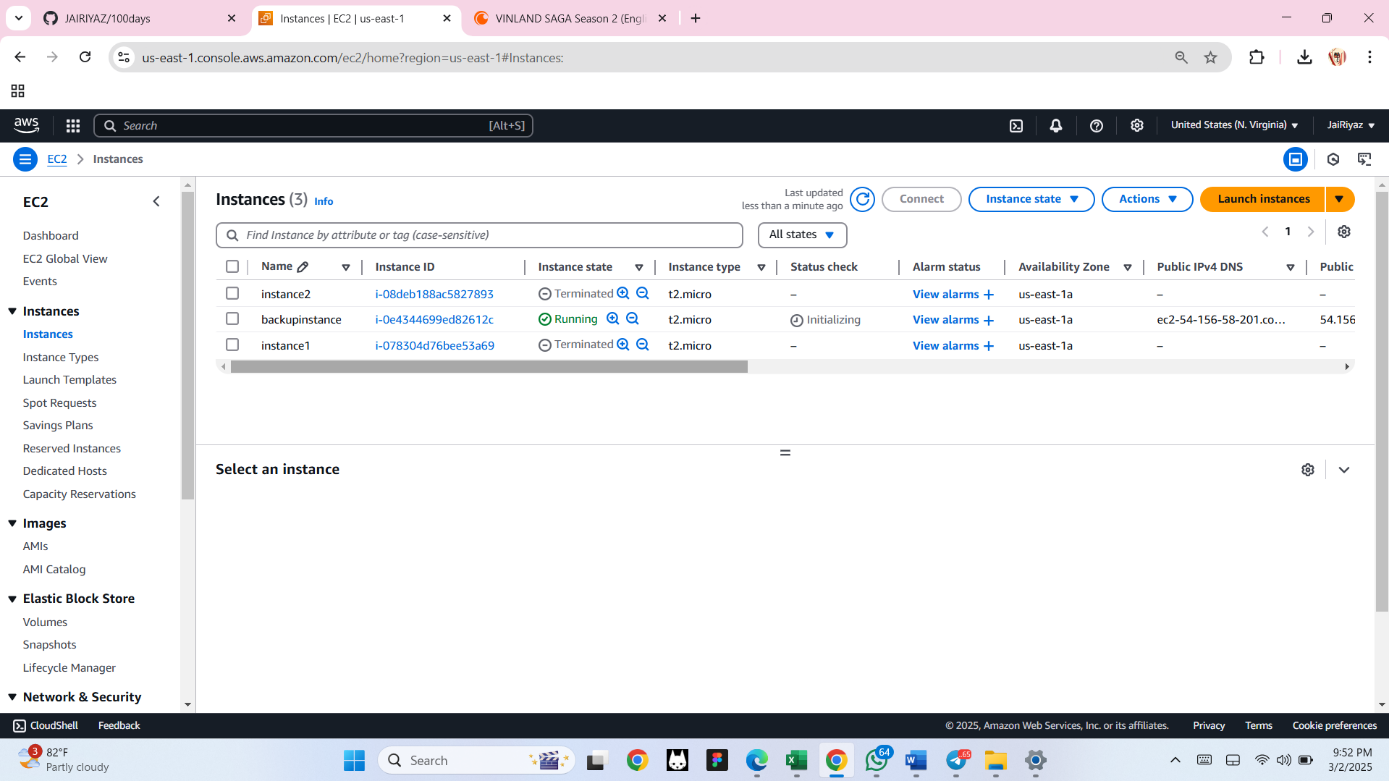 JAIRIYAZ/100days
Instances | EC2 | us-east-1
VINLAND SAGA Season 2 (Engl
us-east-1.console.aws.amazon.com/ec2/home?region=us-east-1#Instances:
aws
Search [Alt+S]
United States (N. Virginia)
JaiRiyaz
EC2 Instances
EC2
Dashboard
EC2 Global View
Events
Instances
Instances
Instance Types
Launch Templates
Spot Requests
Savings Plans
Reserved Instances
Dedicated Hosts
Capacity Reservations
Images
AMIs
AMI Catalog
Elastic Block Store
Volumes
Snapshots
Lifecycle Manager
Network & Security
Instances (3) Info
Last updated
less than a minute ago
Connect
Instance state
Actions
Launch instances
Find Instance by attribute or tag (case-sensitive)
All states
1
Name Instance ID Instance state Instance type Status check Alarm status Availability Zone Public IPv4 DNS Public
instance2 i-08deb188ac5827893 Terminated t2.micro – View alarms + us-east-1a – –
backupinstance i-0e4344699ed82612c Running t2.micro Initializing View alarms + us-east-1a ec2-54-156-58-201.co... 54.156
instance1 i-078304d76bee53a69 Terminated t2.micro – View alarms + us-east-1a – –
Select an instance
CloudShell Feedback
© 2025, Amazon Web Services, Inc. or its affiliates. Privacy Terms Cookie preferences
3
82°F
Partly cloudy
Search
64
9:52 PM
3/2/2025